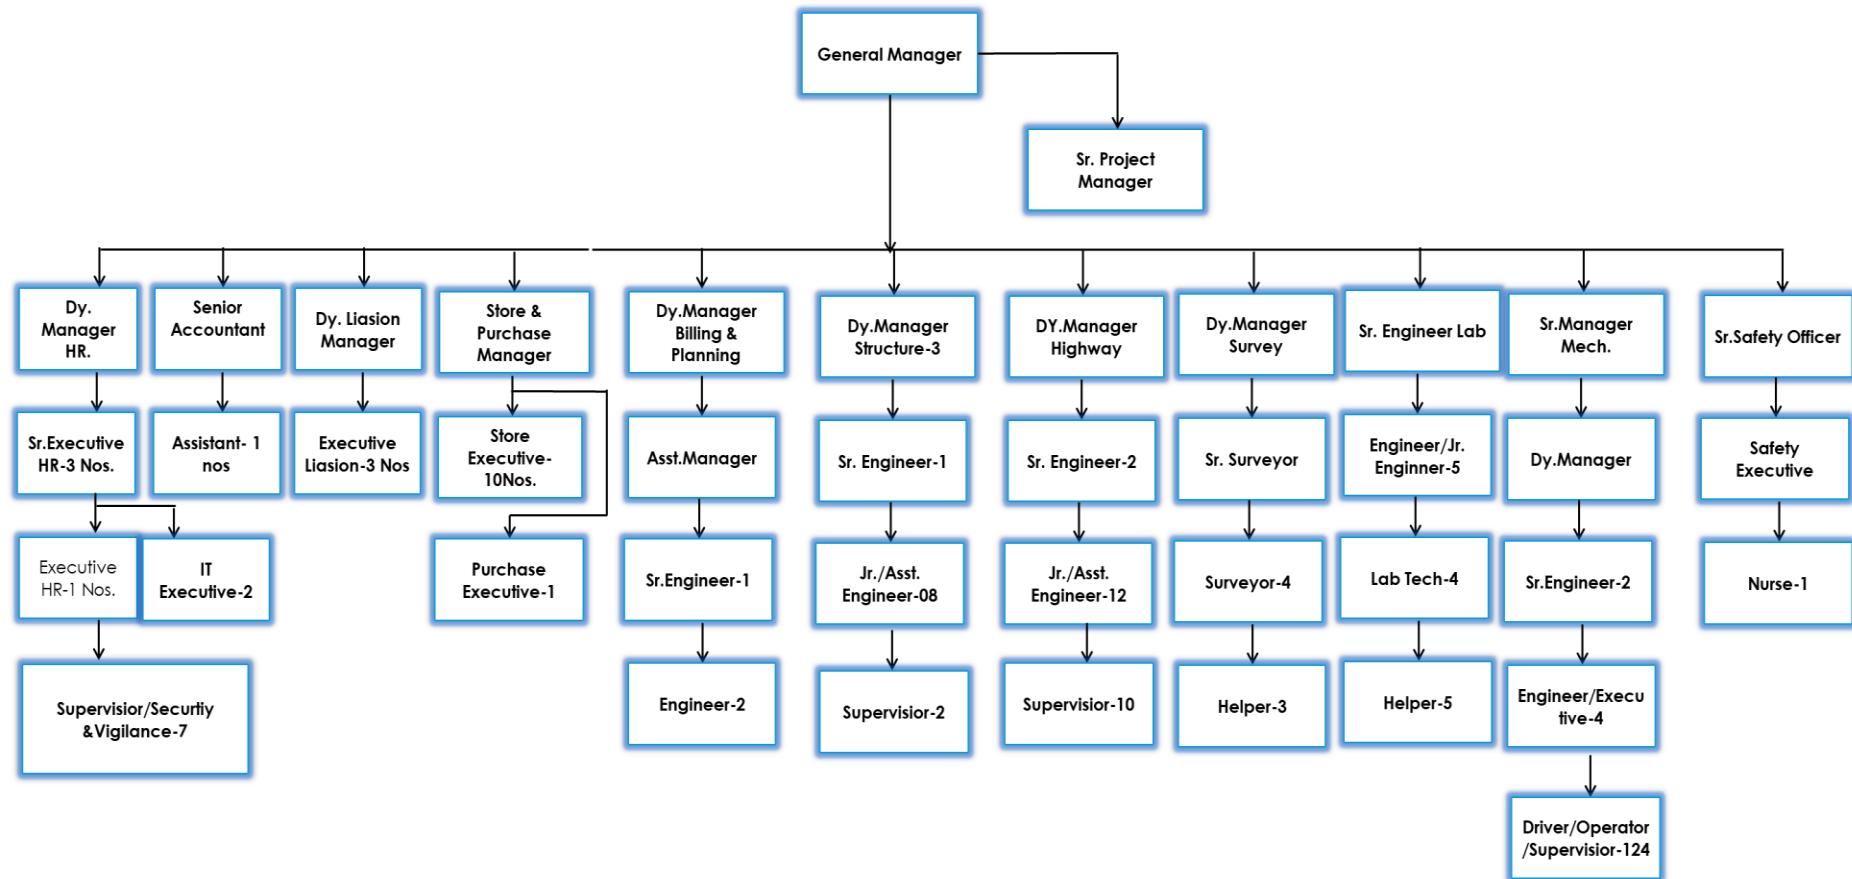 General Manager
Sr. Project
Manager
Dy.
Manager
HR.
Senior
Accountant
Dy. Liasion
Manager
Store &
Purchase
Manager
Dy.Manager
Billing &
Planning
Dy.Manager
Structure-3
DY.Manager
Highway
Dy.Manager
Survey
Sr. Engineer Lab
Sr.Manager
Mech.
Sr.Safety Officer
Sr.Executive
HR-3 Nos.
Assistant- 1
nos
Executive
Liasion-3 Nos
Store
Executive-
10Nos.
Asst.Manager
Sr. Engineer-1
Sr. Engineer-2
Sr. Surveyor
Engineer/Jr.
Enginner-5
Dy.Manager
Safety
Executive
Executive
HR-1 Nos.
IT
Executive-2
Purchase
Executive-1
Sr.Engineer-1
Jr./Asst.
Engineer-08
Jr./Asst.
Engineer-12
Surveyor-4
Lab Tech-4
Sr.Engineer-2
Nurse-1
Supervisior/Securtiy
&Vigilance-7
Engineer-2
Supervisior-2
Supervisior-10
Helper-3
Helper-5
Engineer/Execu
tive-4
Driver/Operator
/Supervisior-124